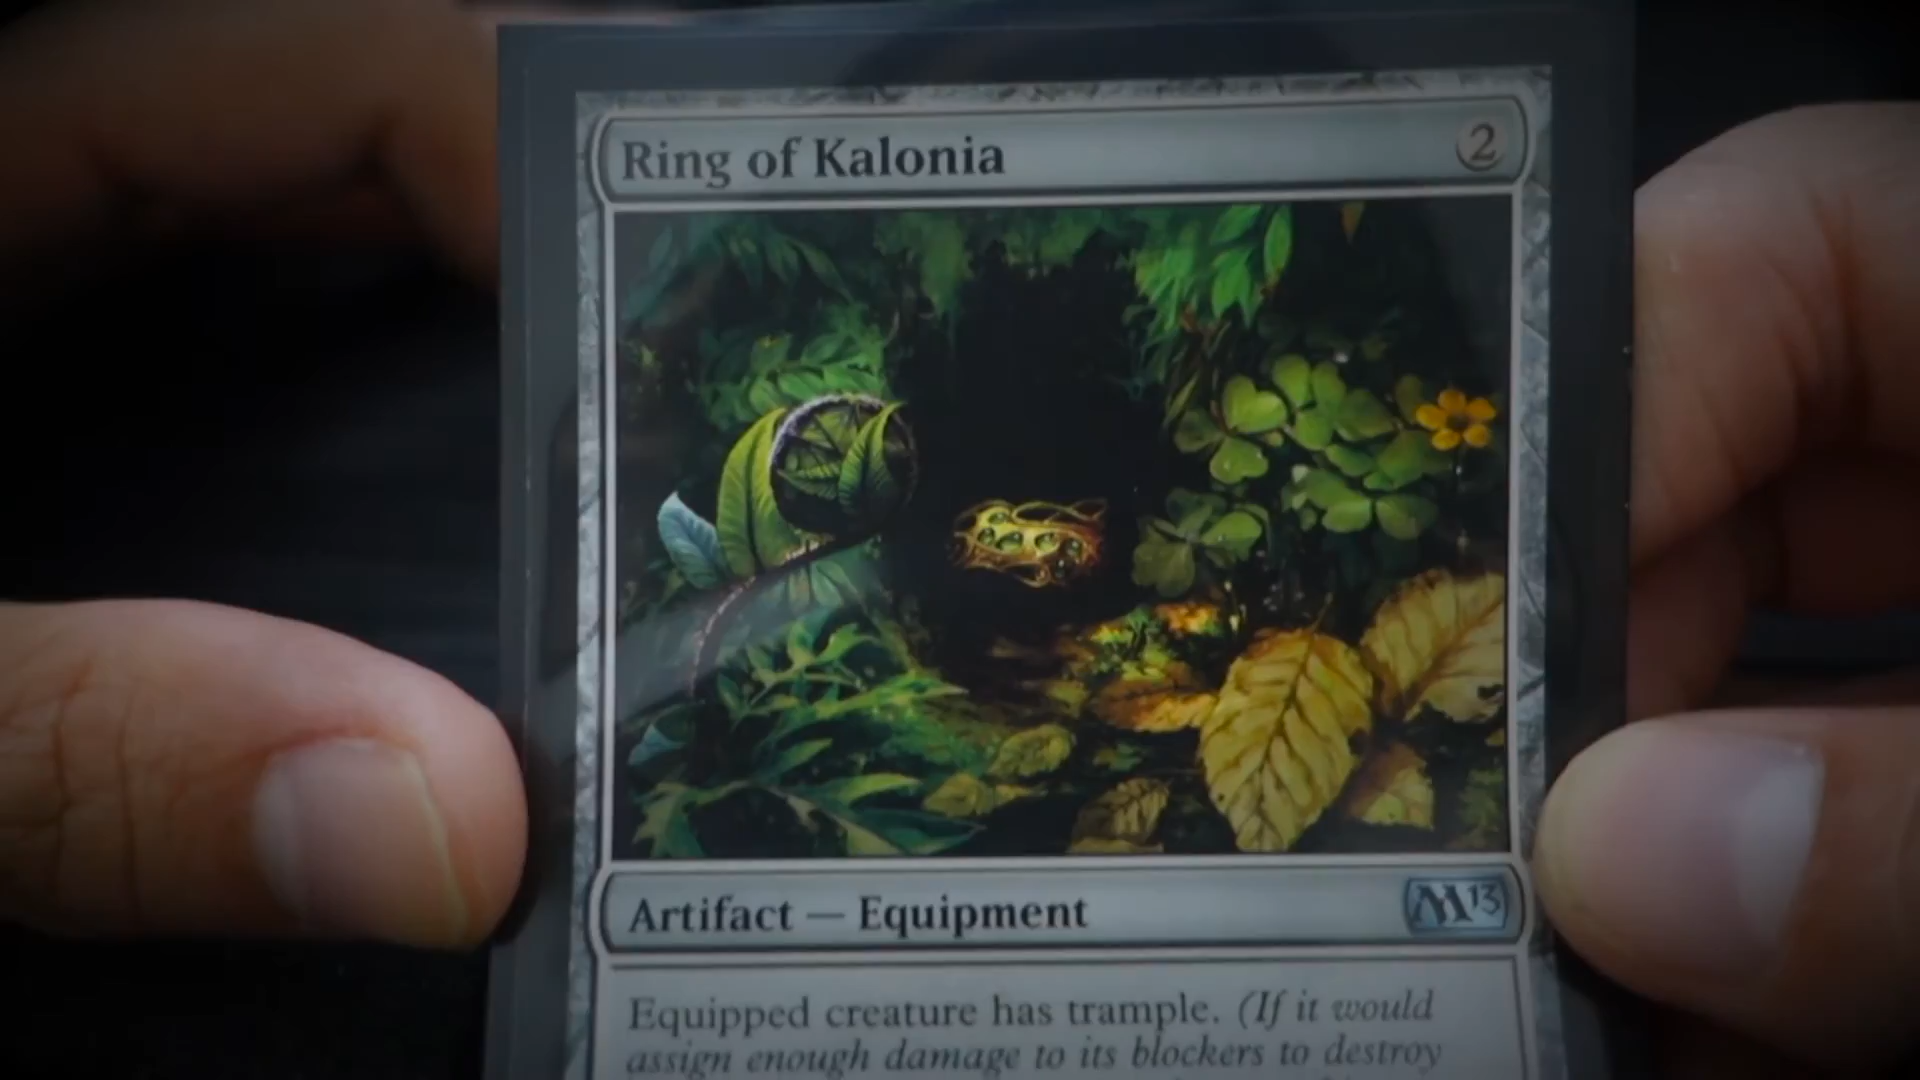 Ring of Kalonia
2
Artifact — Equipment
M13
Equipped creature has trample. (If it would
assign enough damage to its blockers to destroy